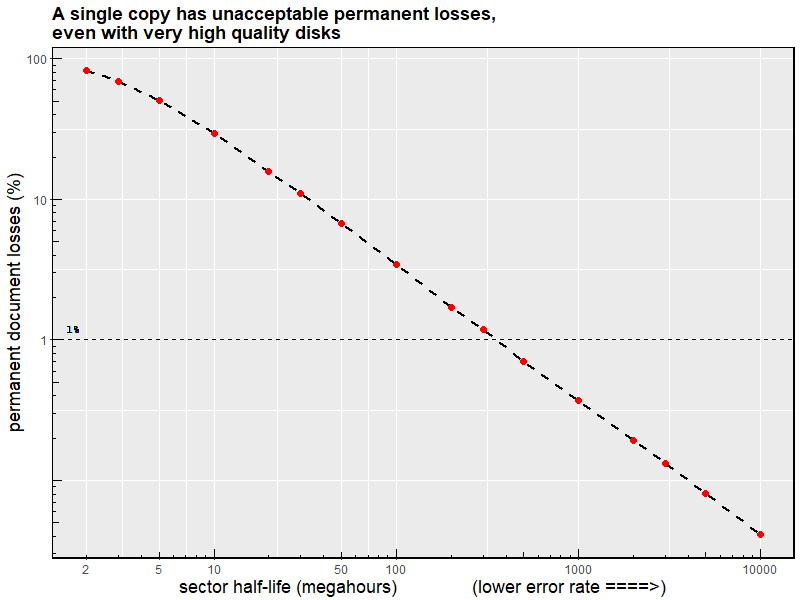 A single copy has unacceptable permanent losses,
even with very high quality disks
permanent document losses (%)
100
10
1%
1
2 5 10 50 100 1000 10000
sector half-life (megahours) (lower error rate ====>)